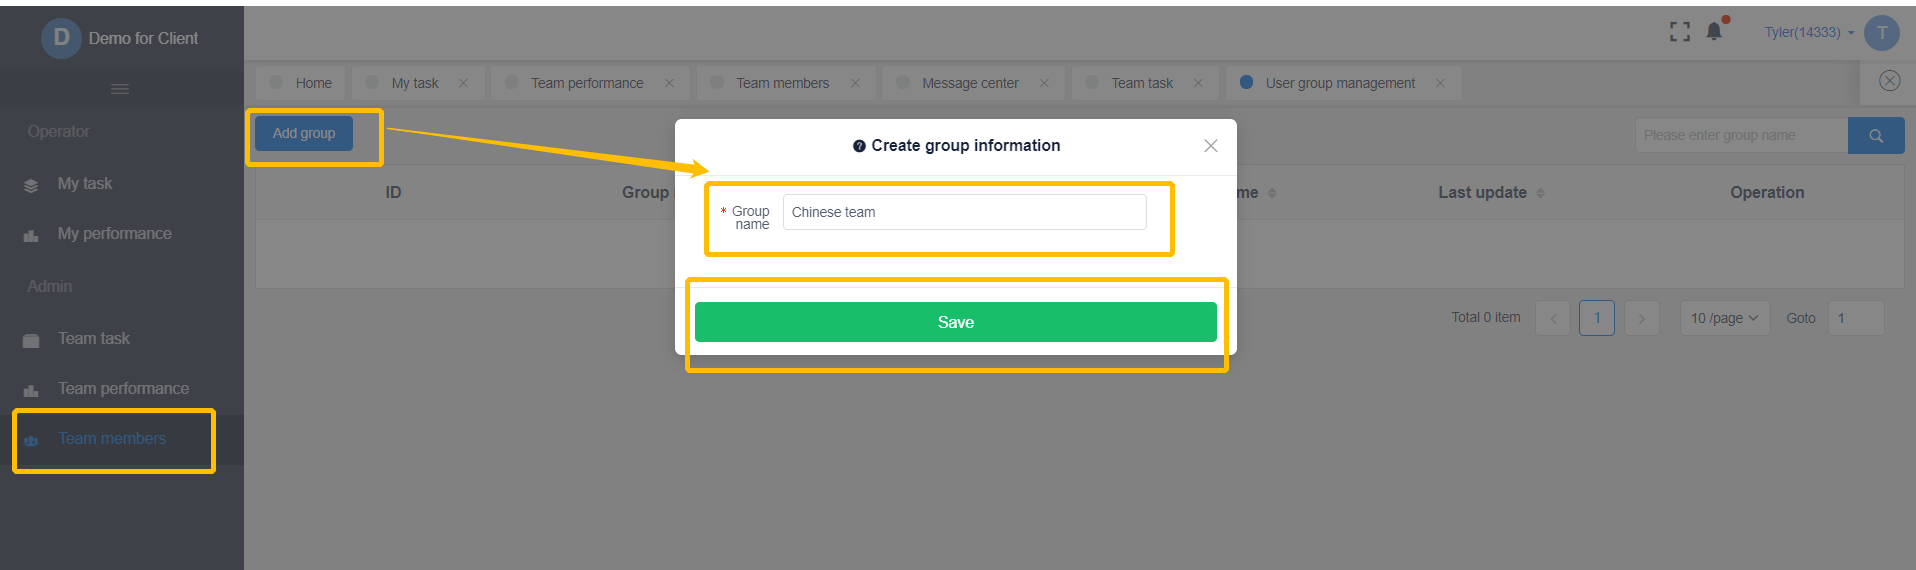 D Demo for Client
Tyler(14333) T
Home My task Team performance Team members Message center Team task User group management
Operator
My task
My performance
Admin
Team task
Team performance
Team members
Add group
Please enter group name
ID Group me Last update Operation
Create group information
* Group
name
Chinese team
Save
Total 0 item 1 10 /page Goto 1